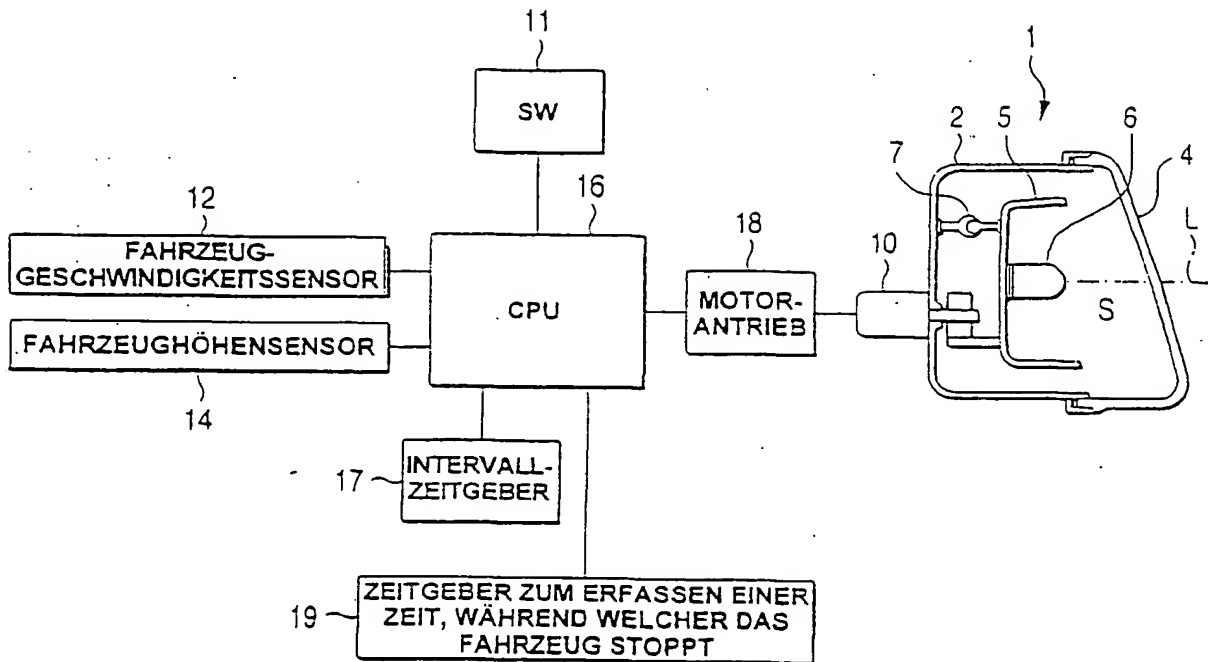 11
SW
1
2
5
6
4
7
12
FAHRZEUG-
GESCHWINDIGKEITSSENSOR
16
CPU
18
MOTOR-
ANTRIEB
10
L
S
FAHRZEUGHÖHENSENSOR
14
17
INTERVALL-
ZEITGEBER
19
ZEITGEBER ZUM ERFASSEN EINER
ZEIT, WÄHREND WELCHER DAS
FAHRZEUG STOPPT